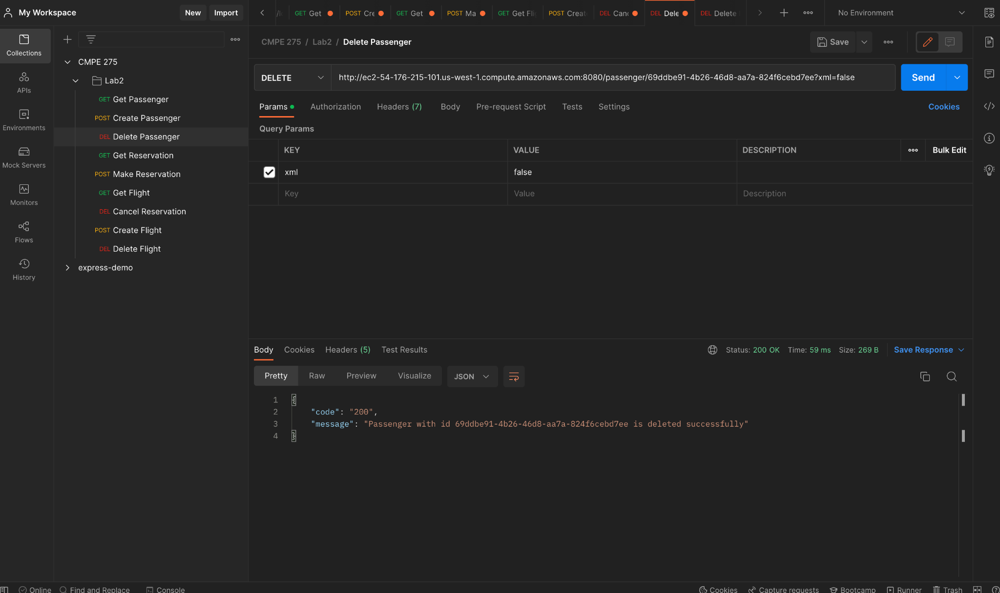 My Workspace
New
Import
GET Get
POST Cre
GET Get
POST Ma
GET Get Fli
POST Creat
DEL Canc
DEL Dele
DEL Delete
No Environment
Collections
APIs
Environments
Mock Servers
Monitors
Flows
History
CMPE 275
Lab2
GET Get Passenger
POST Create Passenger
DEL Delete Passenger
GET Get Reservation
POST Make Reservation
GET Get Flight
DEL Cancel Reservation
POST Create Flight
DEL Delete Flight
express-demo
CMPE 275 / Lab2 / Delete Passenger
Save
DELETE
http://ec2-54-176-215-101.us-west-1.compute.amazonaws.com:8080/passenger/69ddbe91-4b26-46d8-aa7a-824f6cebd7ee?xml=false
Send
Params
Authorization
Headers (7)
Body
Pre-request Script
Tests
Settings
Cookies
Query Params
KEY VALUE DESCRIPTION Bulk Edit
xml false
Key Value Description
Body
Cookies
Headers (5)
Test Results
Status: 200 OK Time: 59 ms Size: 269 B
Save Response
Pretty
Raw
Preview
Visualize
JSON
1 {
2 "code": "200",
3 "message": "Passenger with id 69ddbe91-4b26-46d8-aa7a-824f6cebd7ee is deleted successfully"
4 }
Online
Find and Replace
Console
Cookies
Capture requests
Bootcamp
Runner
Trash